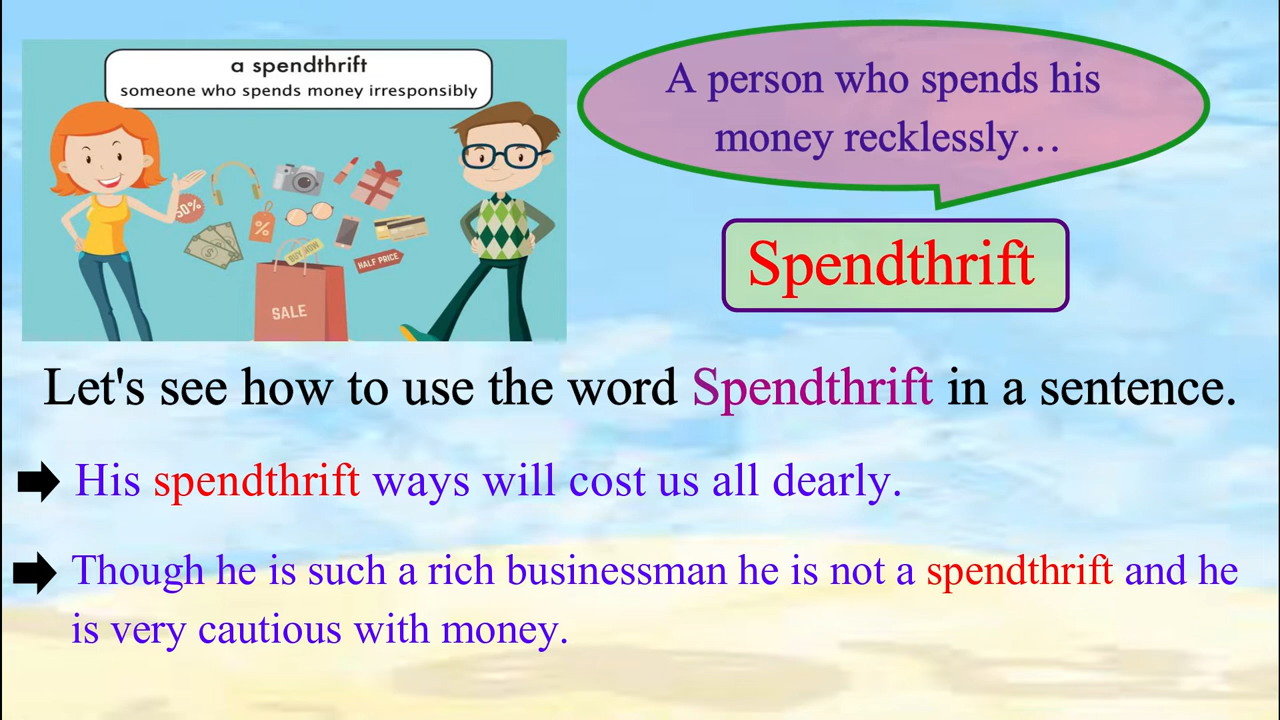 a spendthrift
someone who spends money irresponsibly
50%
%
BUY NOW
HALF PRICE
SALE
A person who spends his
money recklessly…
Spendthrift
Let's see how to use the word Spendthrift in a sentence.
His spendthrift ways will cost us all dearly.
Though he is such a rich businessman he is not a spendthrift and he
is very cautious with money.